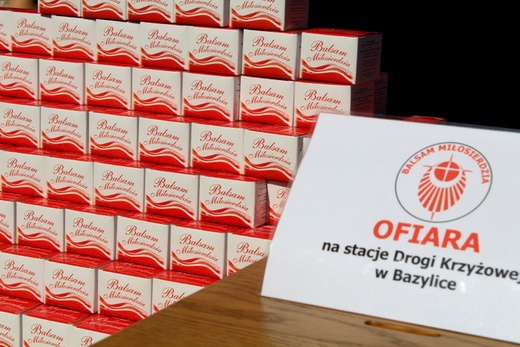 Balsam
Miłosierdzia
BALSAM MIŁOSIERDZIA
OFIARA
na stacje Drogi Krzyżowej
w Bazylice